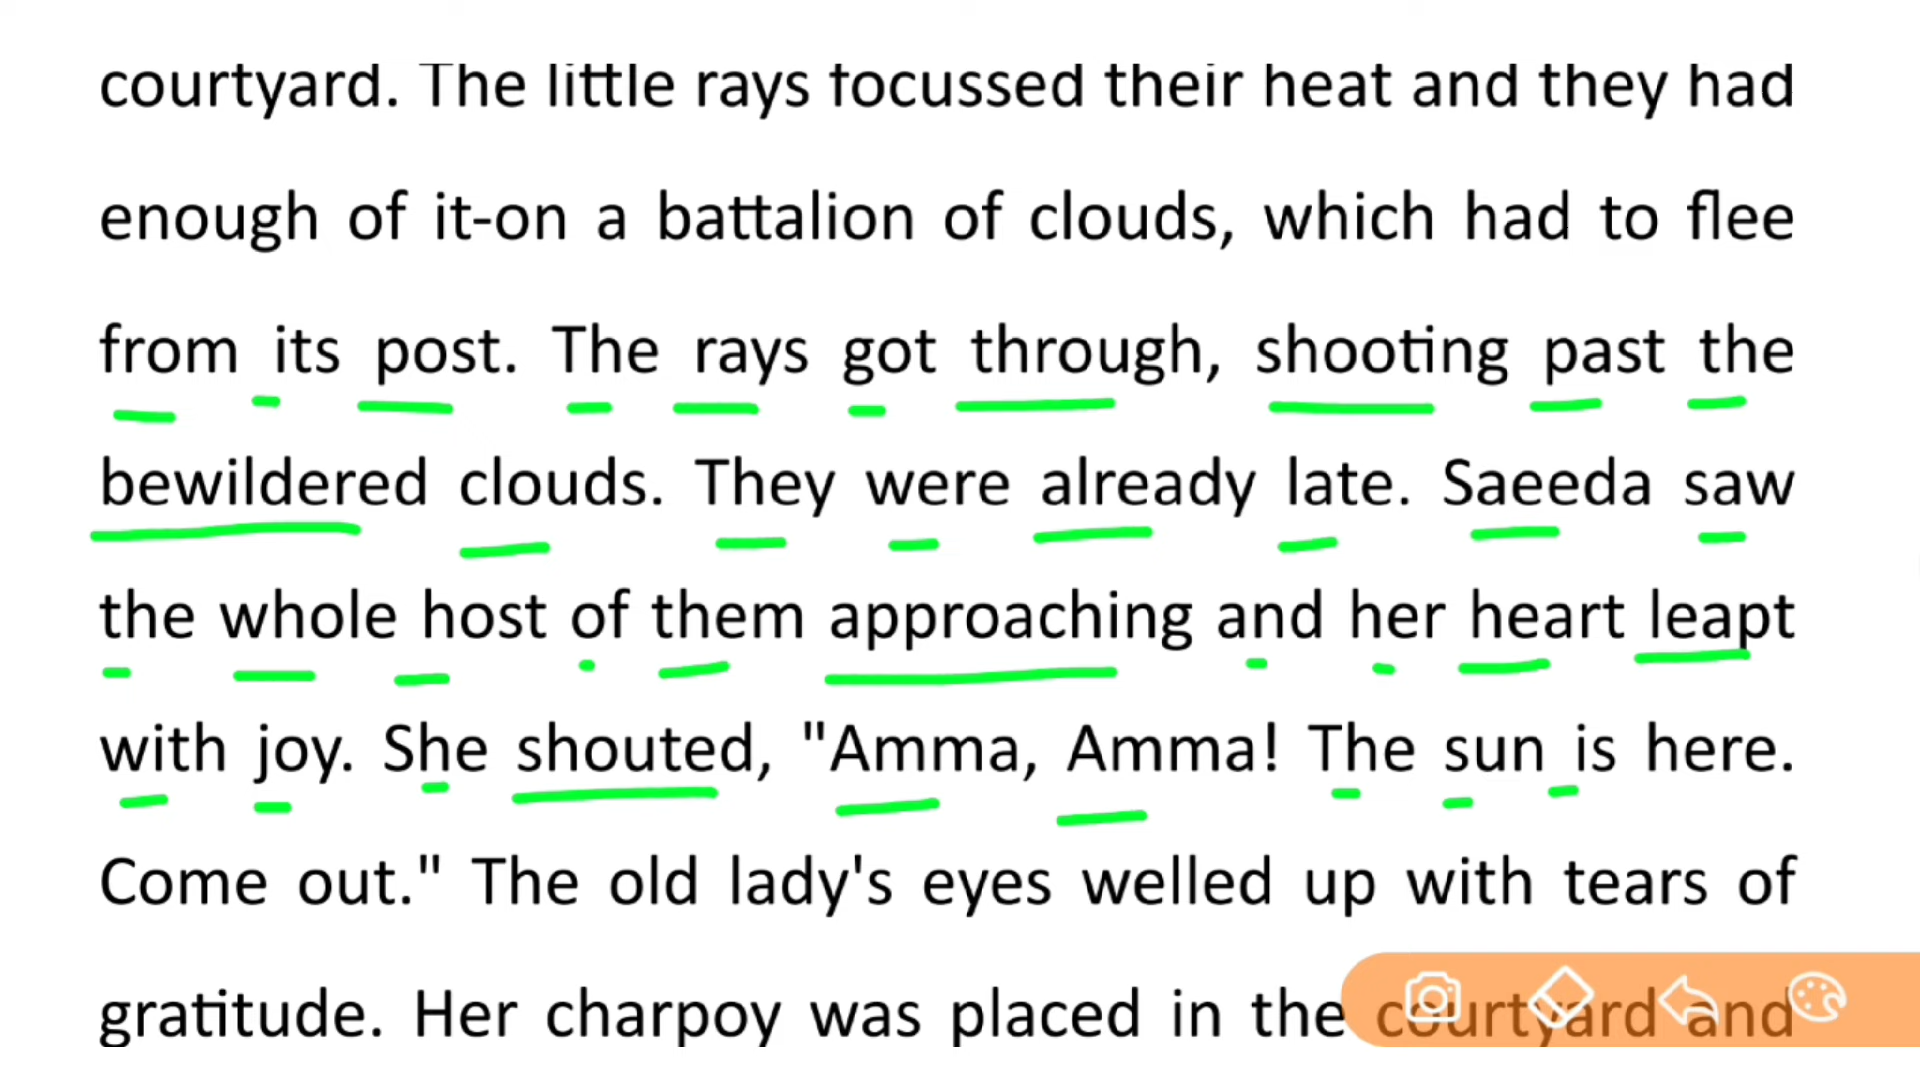 courtyard. The little rays focussed their heat and they had
enough of it-on a battalion of clouds, which had to flee
from its post. The rays got through, shooting past the
bewildered clouds. They were already late. Saeeda saw
the whole host of them approaching and her heart leapt
with joy. She shouted, "Amma, Amma! The sun is here.
Come out." The old lady's eyes welled up with tears of
gratitude. Her charpoy was placed in the courtyard and